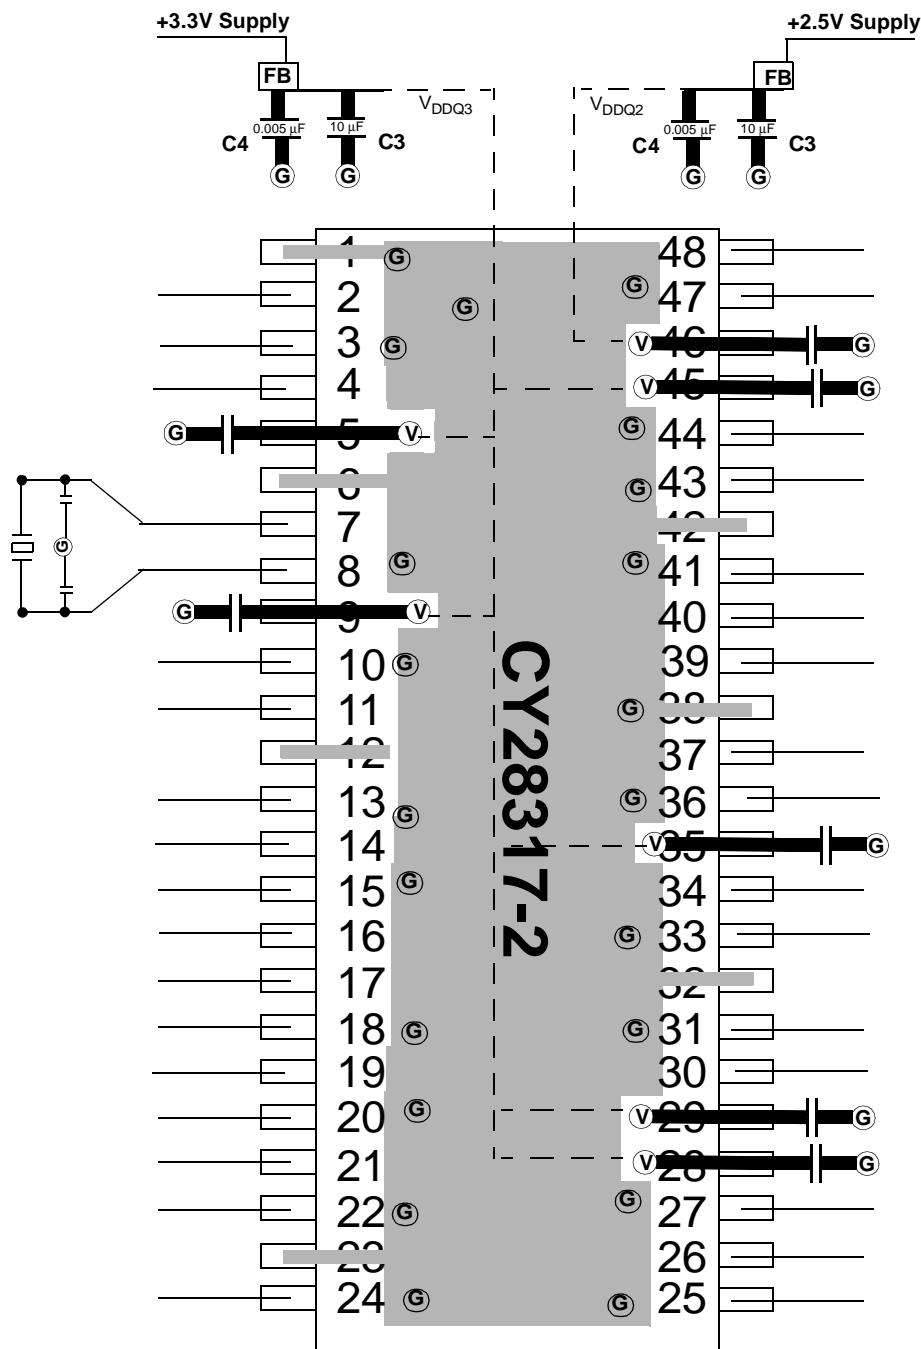 +3.3V Supply
+2.5V Supply
FB
FB
VDDQ3
VDDQ2
0.005 µF
10 µF
C4
C3
0.005 µF
10 µF
C4
C3
G
G
G
G
1
G
48
2
G
G
47
3
G
V
46
G
4
V
45
G
G
5
V
G
44
6
G
43
7
42
G
8
G
G
41
G
9
V
40
10
G
39
11
G
38
12
37
13
G
G
36
14
V
35
G
15
G
34
16
G
33
17
32
18
G
G
31
19
30
20
G
V
29
G
21
V
28
G
22
G
G
27
23
26
24
G
G
25
CY28317-2